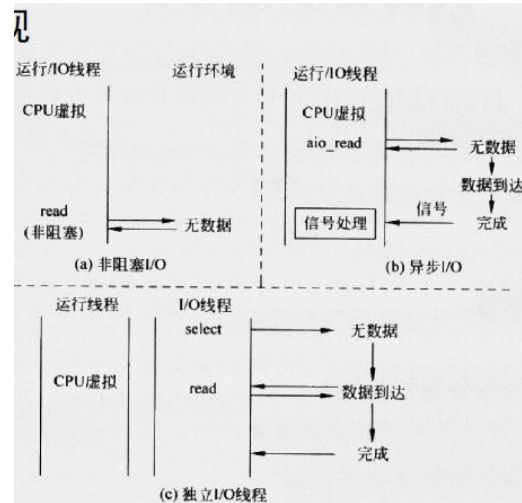 观
运行/IO线程
运行环境
CPU虚拟
read
(非阻塞)
无数据
(a) 非阻塞I/O
运行/IO线程
CPU虚拟
aio_read
无数据
数据到达
信号处理
信号
完成
(b) 异步I/O
运行线程
I/O线程
select
无数据
CPU虚拟
read
数据到达
完成
(c) 独立I/O线程